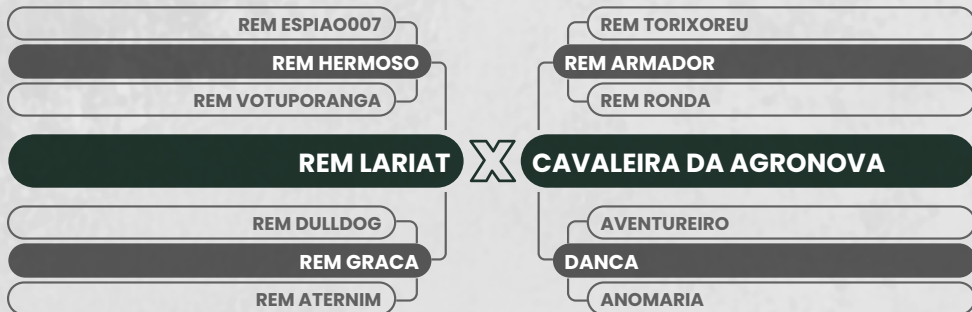 REM ESPIAO007
REM HERMOSO
REM VOTUPORANGA
REM TORIXOREU
REM ARMADOR
REM RONDA
REM LARIAT X CAVALEIRA DA AGRONOVA
REM DULLDOG
REM GRACA
REM ATERNIM
AVENTUREIRO
DANCA
ANOMARIA